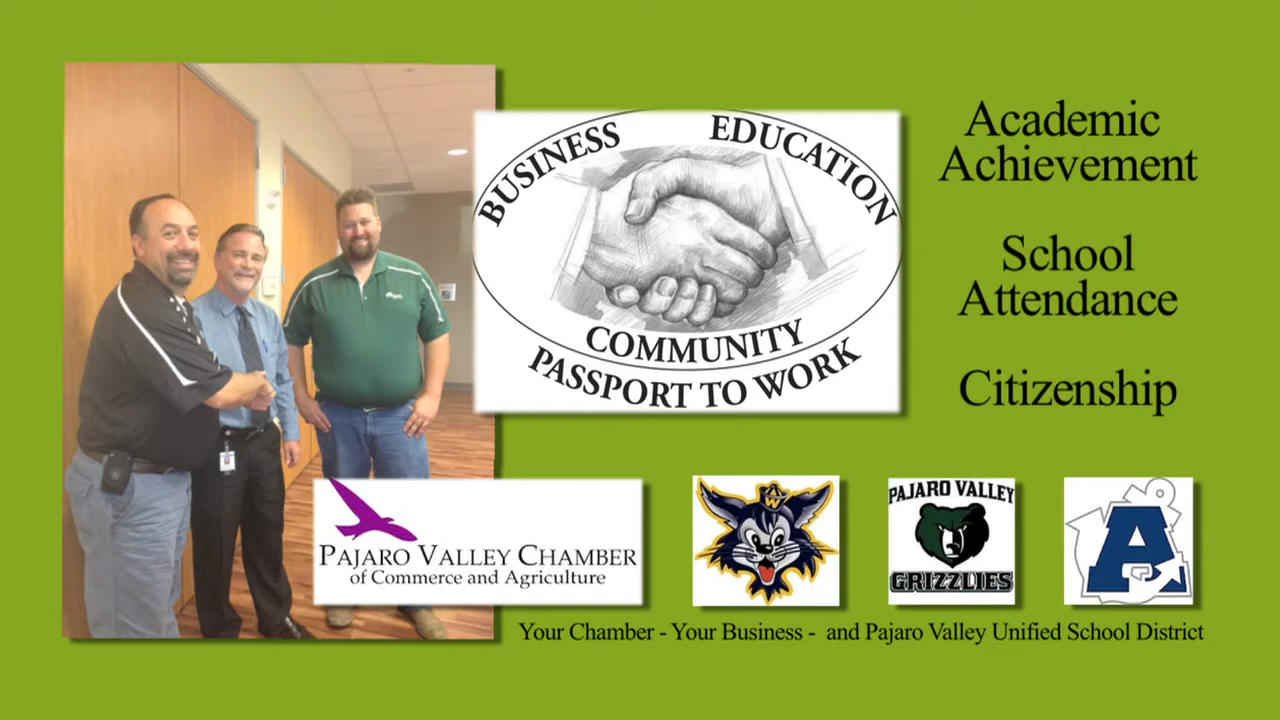 BUSINESS EDUCATION
COMMUNITY
PASSPORT TO WORK
Academic
Achievement
School
Attendance
Citizenship
PAJARO VALLEY CHAMBER
of Commerce and Agriculture
W
PAJARO VALLEY
GRIZZLIES
A
Your Chamber - Your Business - and Pajaro Valley Unified School District